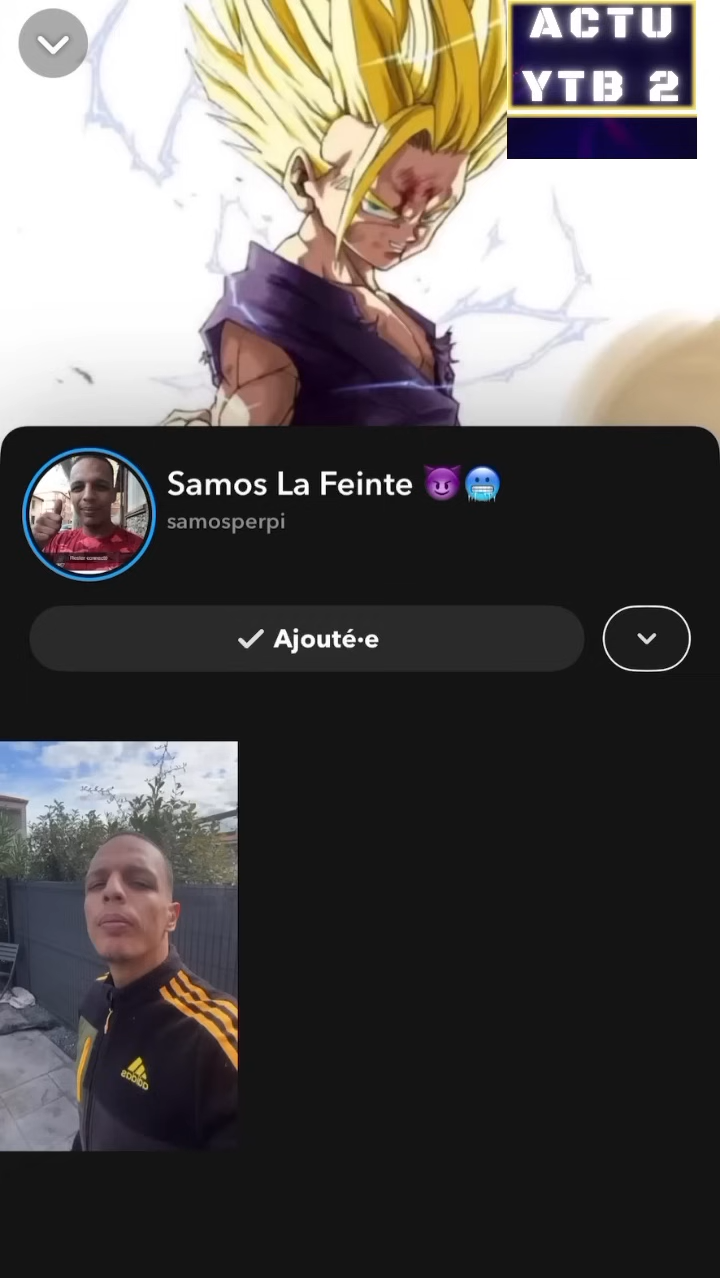 ACTU
YTB 2
Samos La Feinte 😈🥶
samosperpi
✓ Ajouté·e
adidas